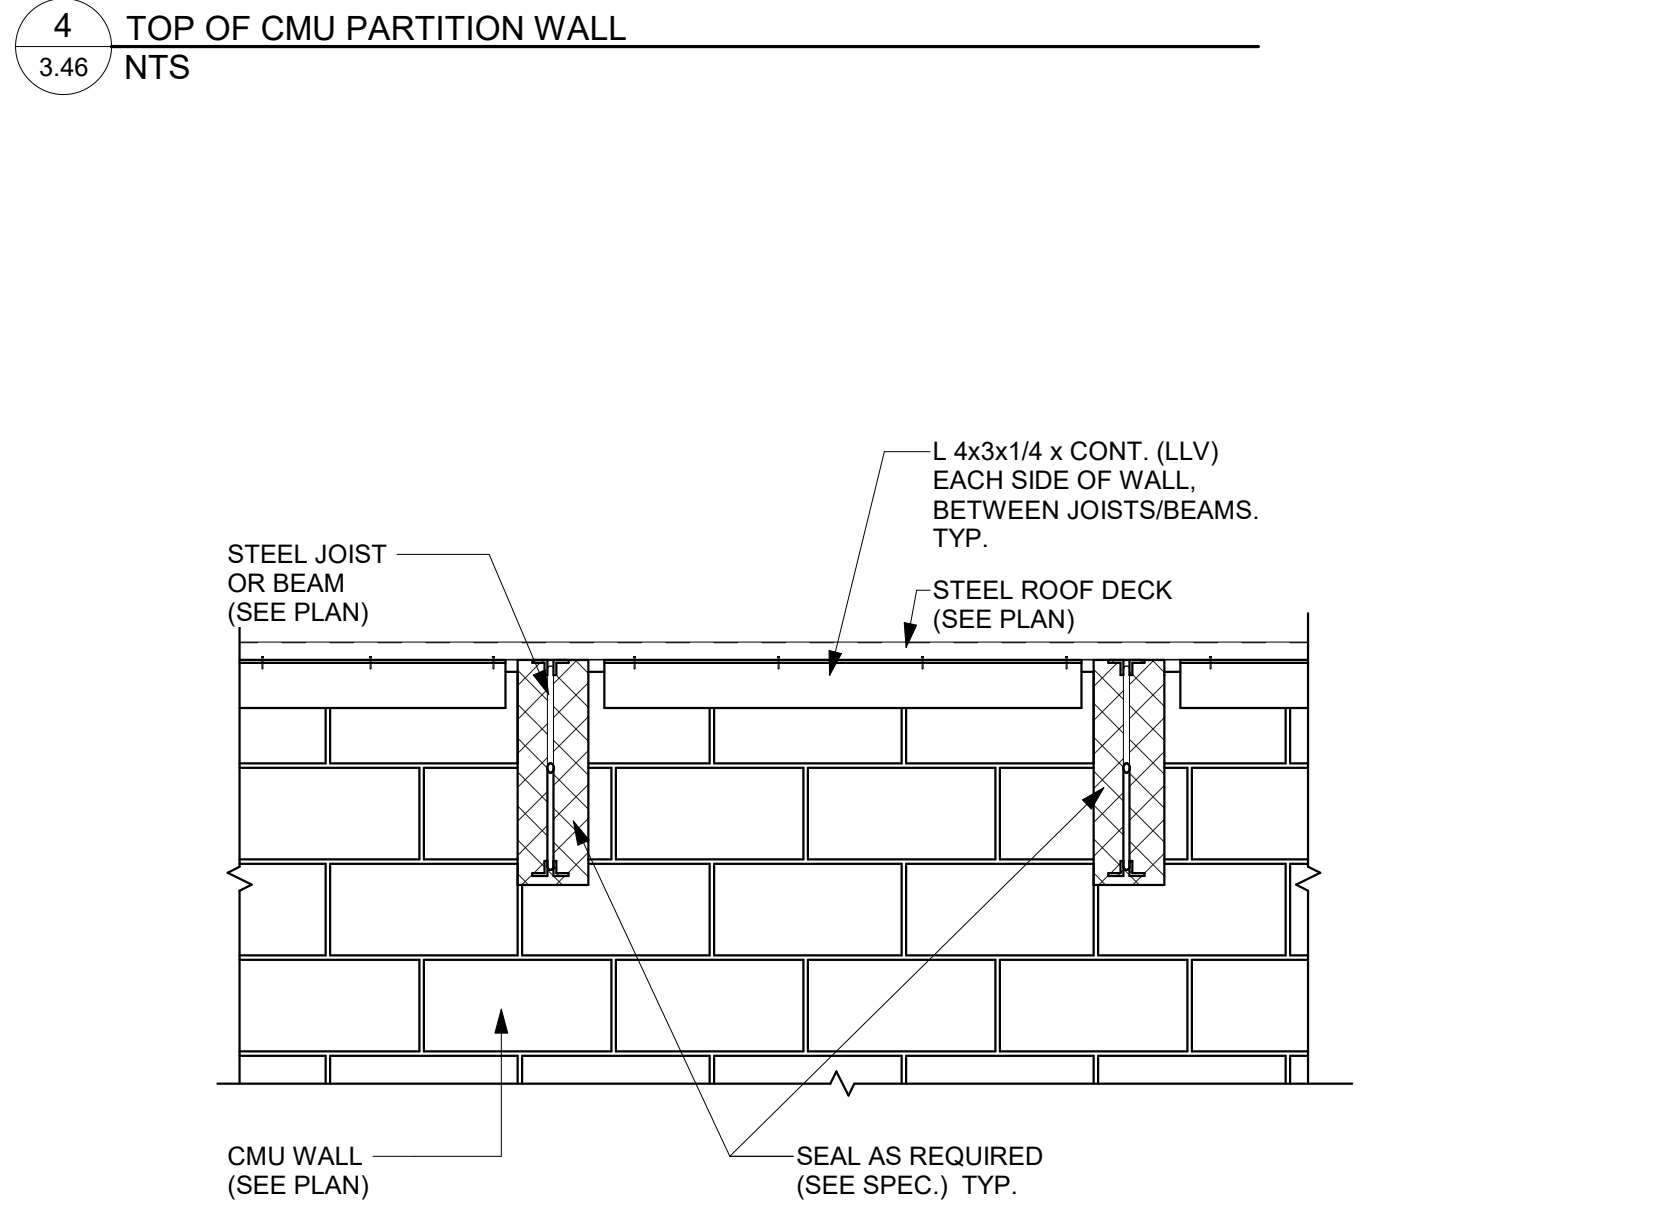 4
TOP OF CMU PARTITION WALL
3.46
NTS
L 4x3x1/4 x CONT. (LLV)
EACH SIDE OF WALL,
BETWEEN JOISTS/BEAMS.
TYP.
STEEL JOIST
OR BEAM
(SEE PLAN)
STEEL ROOF DECK
(SEE PLAN)
CMU WALL
(SEE PLAN)
SEAL AS REQUIRED
(SEE SPEC.) TYP.